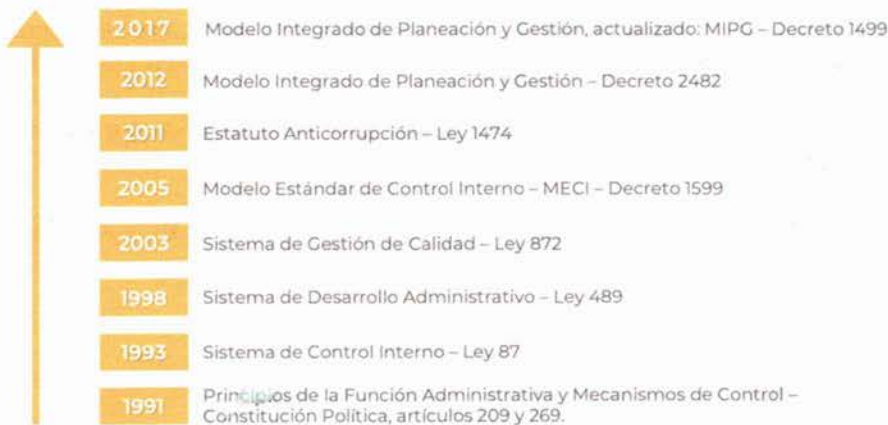 2017 Modelo Integrado de Planeación y Gestión, actualizado: MIPG – Decreto 1499
2012 Modelo Integrado de Planeación y Gestión – Decreto 2482
2011 Estatuto Anticorrupción – Ley 1474
2005 Modelo Estándar de Control Interno – MECI – Decreto 1599
2003 Sistema de Gestión de Calidad – Ley 872
1998 Sistema de Desarrollo Administrativo – Ley 489
1993 Sistema de Control Interno – Ley 87
1991 Principios de la Función Administrativa y Mecanismos de Control –
Constitución Política, artículos 209 y 269.